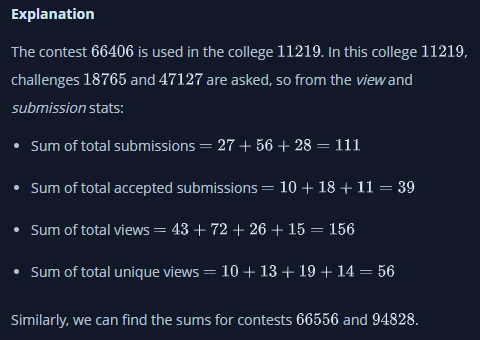 Explanation
The contest 66406 is used in the college 11219. In this college 11219,
challenges 18765 and 47127 are asked, so from the view and
submission stats:
• Sum of total submissions = 27 + 56 + 28 = 111
• Sum of total accepted submissions = 10 + 18 + 11 = 39
• Sum of total views = 43 + 72 + 26 + 15 = 156
• Sum of total unique views = 10 + 13 + 19 + 14 = 56
Similarly, we can find the sums for contests 66556 and 94828.